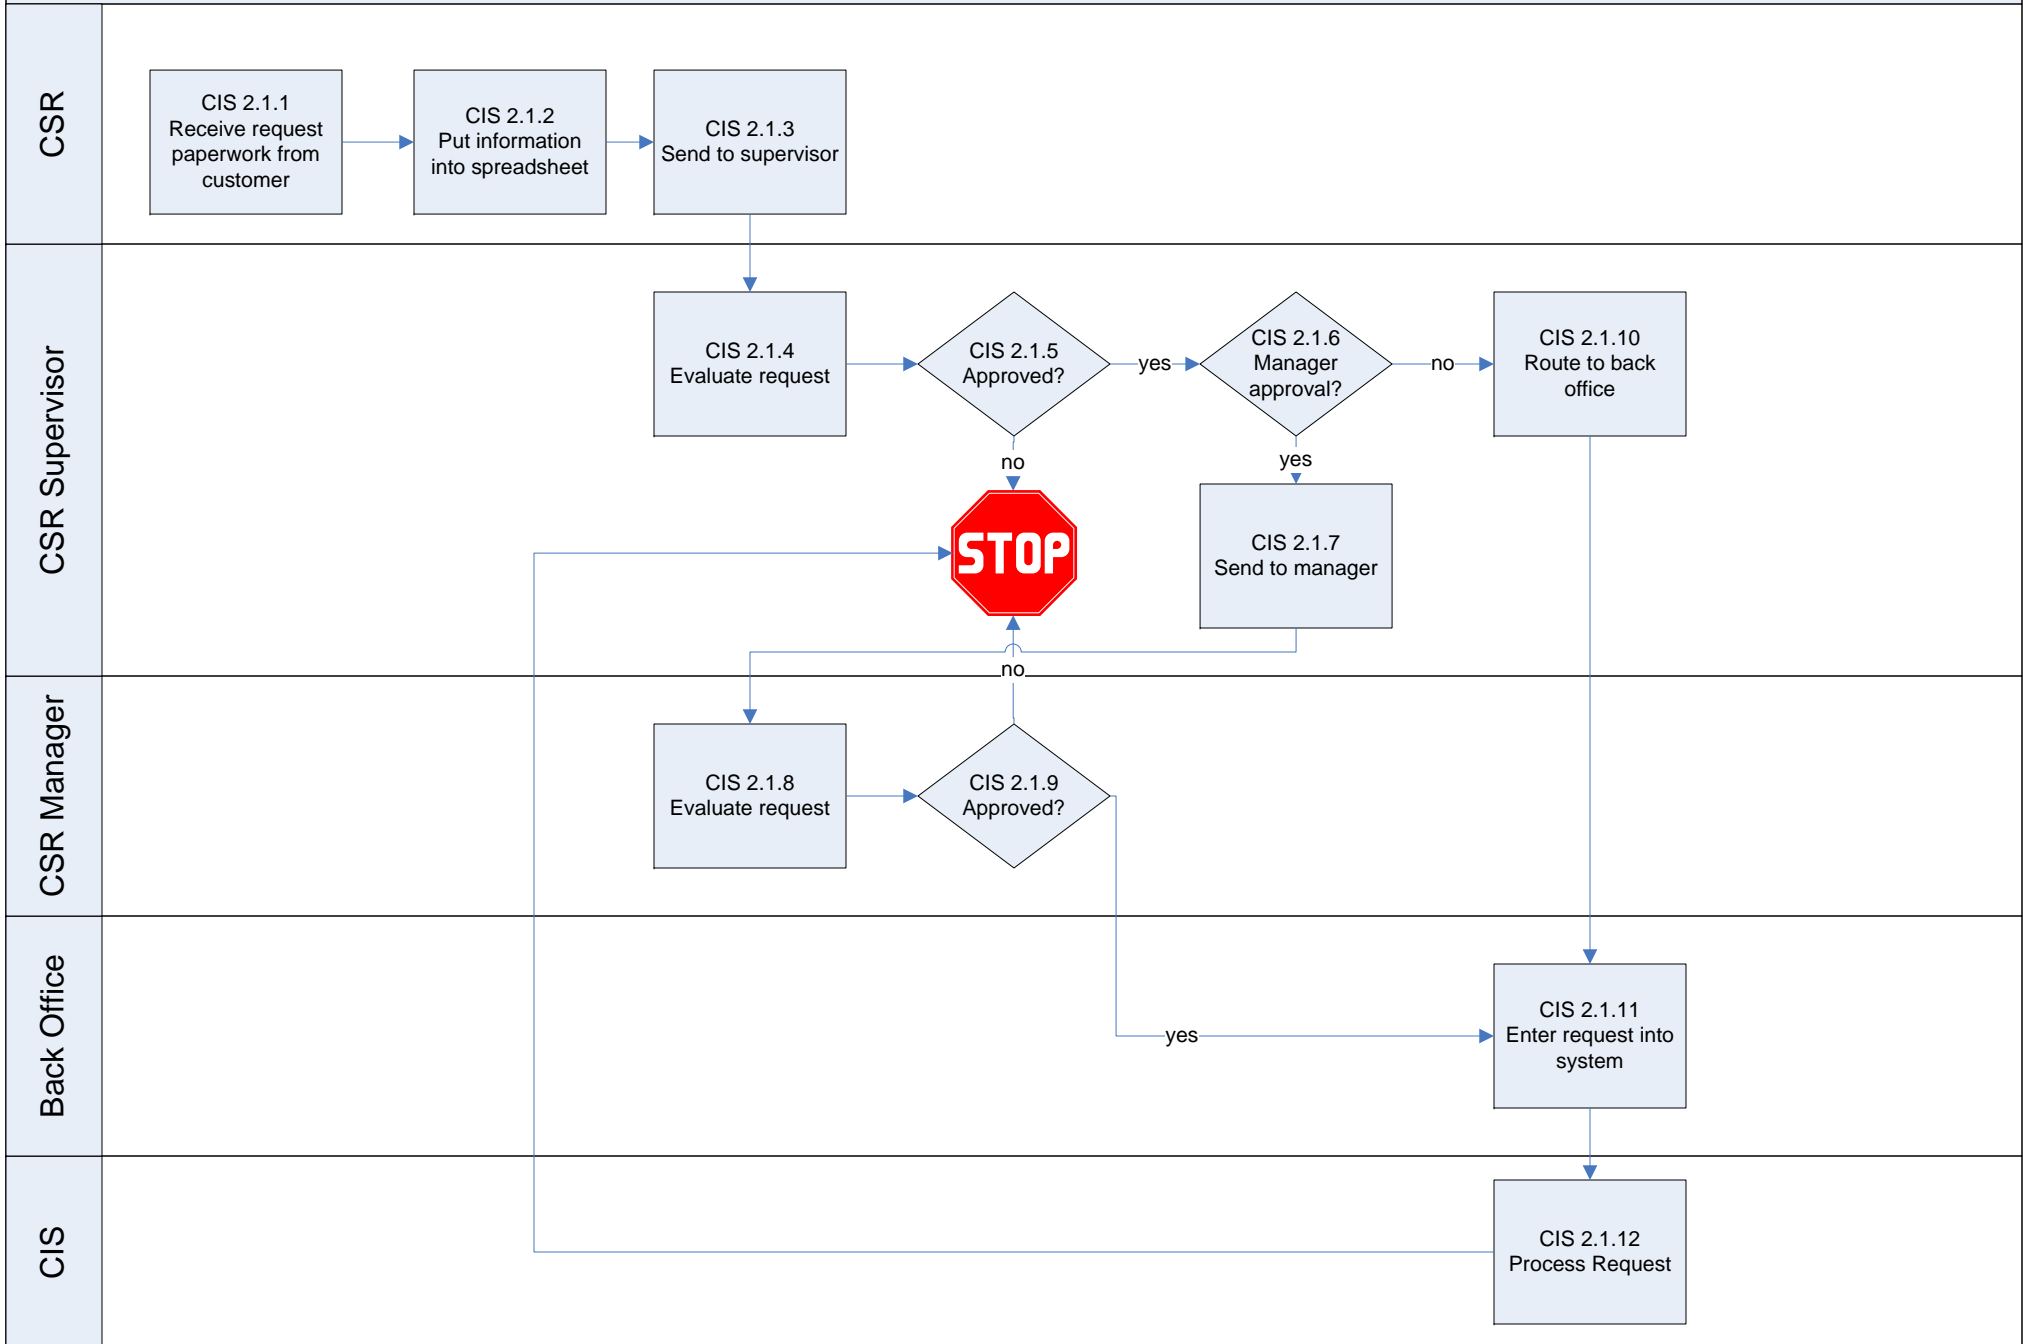 CSR
CIS 2.1.1
Receive request
paperwork from
customer
CIS 2.1.2
Put information
into spreadsheet
CIS 2.1.3
Send to supervisor
CSR Supervisor
CIS 2.1.4
Evaluate request
CIS 2.1.5
Approved?
yes
CIS 2.1.6
Manager
approval?
no
CIS 2.1.10
Route to back
office
no
yes
STOP
CIS 2.1.7
Send to manager
no
CSR Manager
CIS 2.1.8
Evaluate request
CIS 2.1.9
Approved?
Back Office
yes
CIS 2.1.11
Enter request into
system
CIS
CIS 2.1.12
Process Request